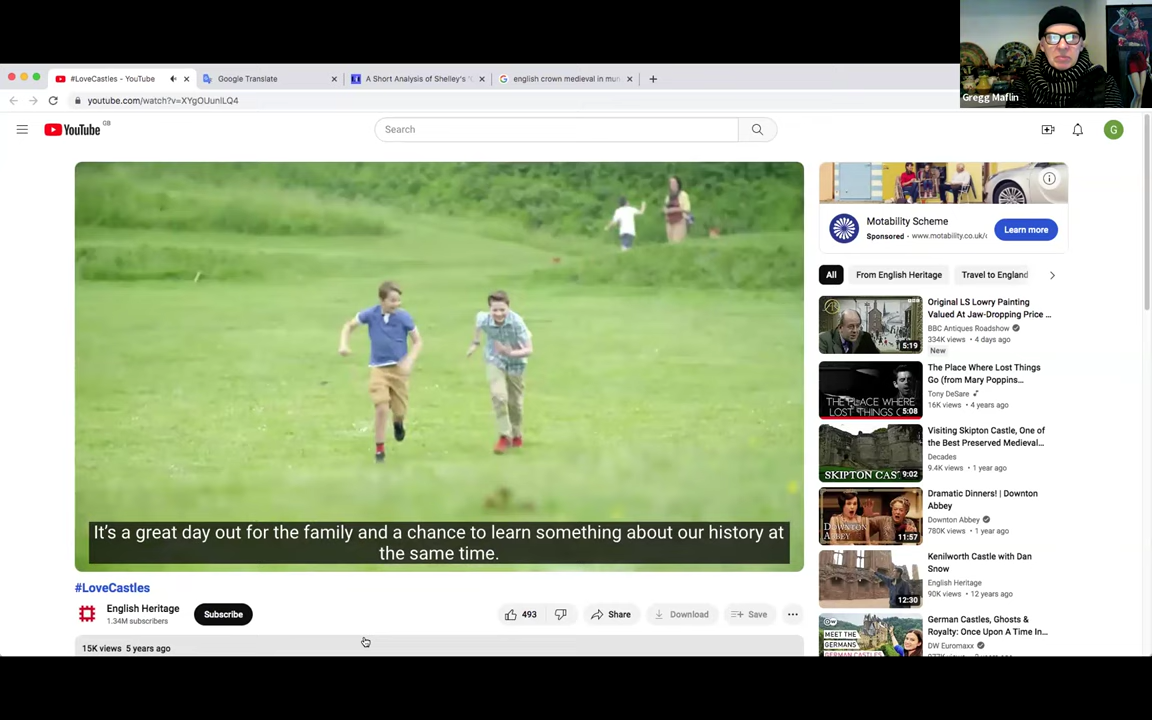 Gregg Maflin
#LoveCastles - YouTube
Google Translate
A Short Analysis of Shelley's 'O
english crown medieval in mus
youtube.com/watch?v=XYgOUunILQ4
YouTube GB
Search
G
It's a great day out for the family and a chance to learn something about our history at
the same time.
#LoveCastles
English Heritage
1.34M subscribers
Subscribe
493
Share
Download
Save
15K views 5 years ago
Motability Scheme
Sponsored · www.motability.co.uk/c
Learn more
All
From English Heritage
Travel to England
Original LS Lowry Painting
Valued At Jaw-Dropping Price ...
BBC Antiques Roadshow
334K views • 4 days ago
New
5:19
The Place Where Lost Things
Go (from Mary Poppins...
Tony DeSare
16K views • 4 years ago
THE PLACE WHERE
LOST THINGS
5:08
Visiting Skipton Castle, One of
the Best Preserved Medieval...
Decades
9.4K views • 1 year ago
SKIPTON CAS
9:02
Dramatic Dinners! | Downton
Abbey
Downton Abbey
780K views • 1 year ago
DOWNTON
ABBEY
11:57
Kenilworth Castle with Dan
Snow
English Heritage
90K views • 12 years ago
12:30
German Castles, Ghosts &
Royalty: Once Upon A Time In...
DW Euromaxx
MEET THE
GERMANS